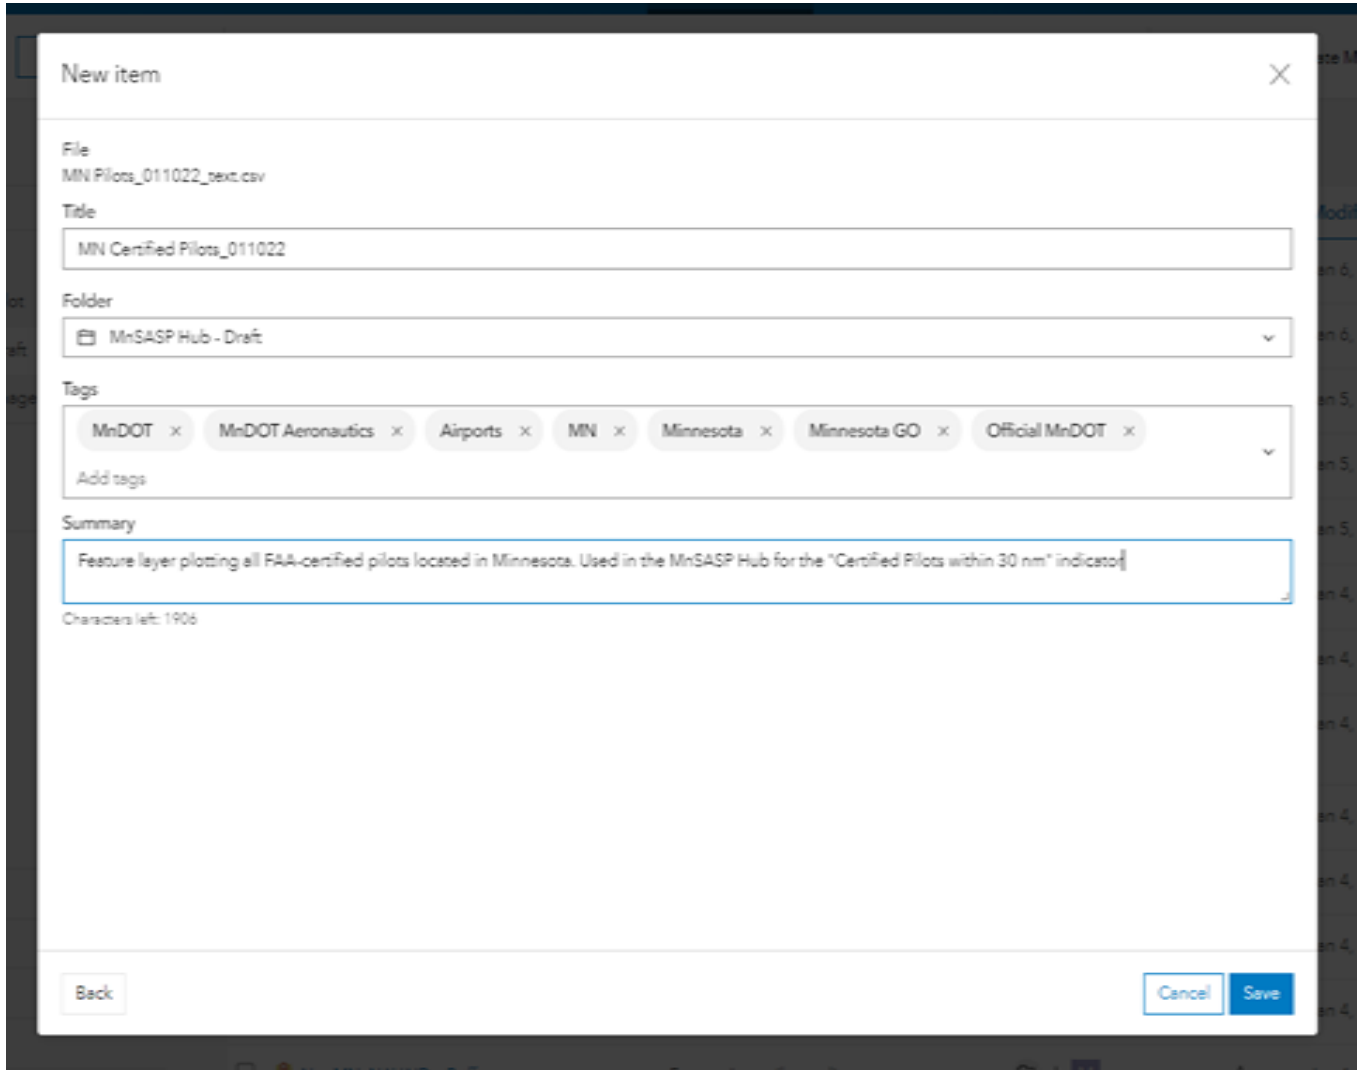 New item
File
MN Pilots_011022_text.csv
Title
MN Certified Pilots_011022
Folder
MnSASP Hub - Draft
Tags
MnDOT × MnDOT Aeronautics × Airports × MN × Minnesota × Minnesota GO × Official MnDOT ×
Add tags
Summary
Feature layer plotting all FAA-certified pilots located in Minnesota. Used in the MnSASP Hub for the "Certified Pilots within 30 nm" indicator
Characters left: 1906
Back Cancel Save